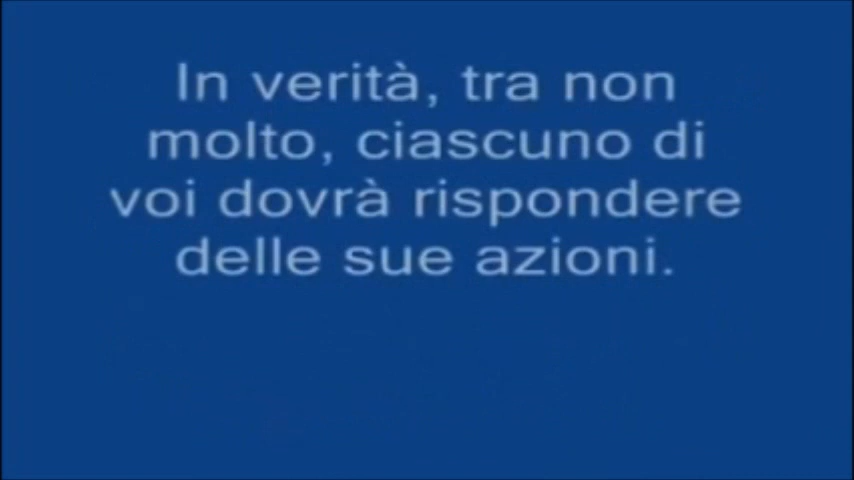 In verità, tra non
molto, ciascuno di
voi dovrà rispondere
delle sue azioni.